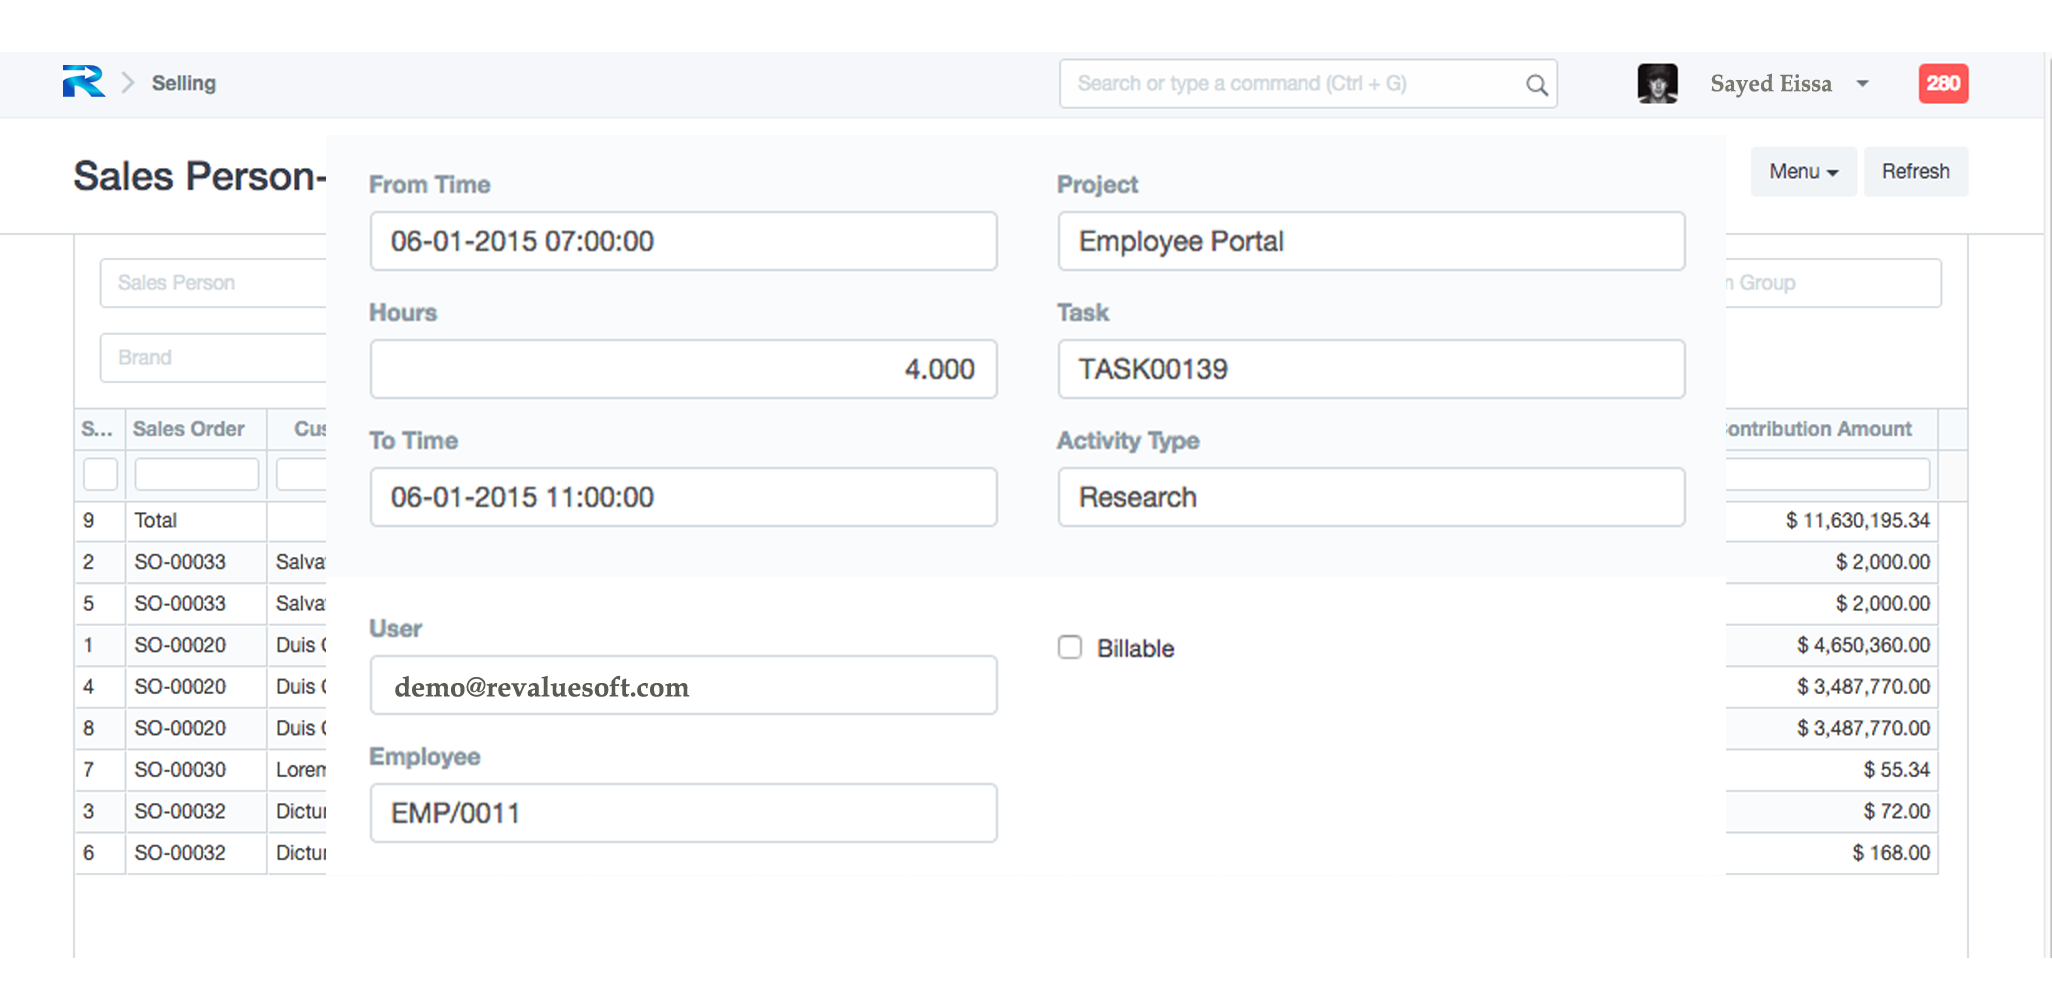 Selling
Search or type a command (Ctrl + G)
Sayed Eissa
280
Sales Person-
Menu
Refresh
From Time
06-01-2015 07:00:00
Project
Employee Portal
Hours
4.000
Task
TASK00139
To Time
06-01-2015 11:00:00
Activity Type
Research
User
demo@revaluesoft.com
Billable
Employee
EMP/0011
Sales Person
Group
Brand
S... Sales Order Contribution Amount
9 Total $ 11,630,195.34
2 SO-00033 Salva $ 2,000.00
5 SO-00033 Salva $ 2,000.00
1 SO-00020 Duis $ 4,650,360.00
4 SO-00020 Duis $ 3,487,770.00
8 SO-00020 Duis $ 3,487,770.00
7 SO-00030 Lorem $ 55.34
3 SO-00032 Dictu $ 72.00
6 SO-00032 Dictu $ 168.00